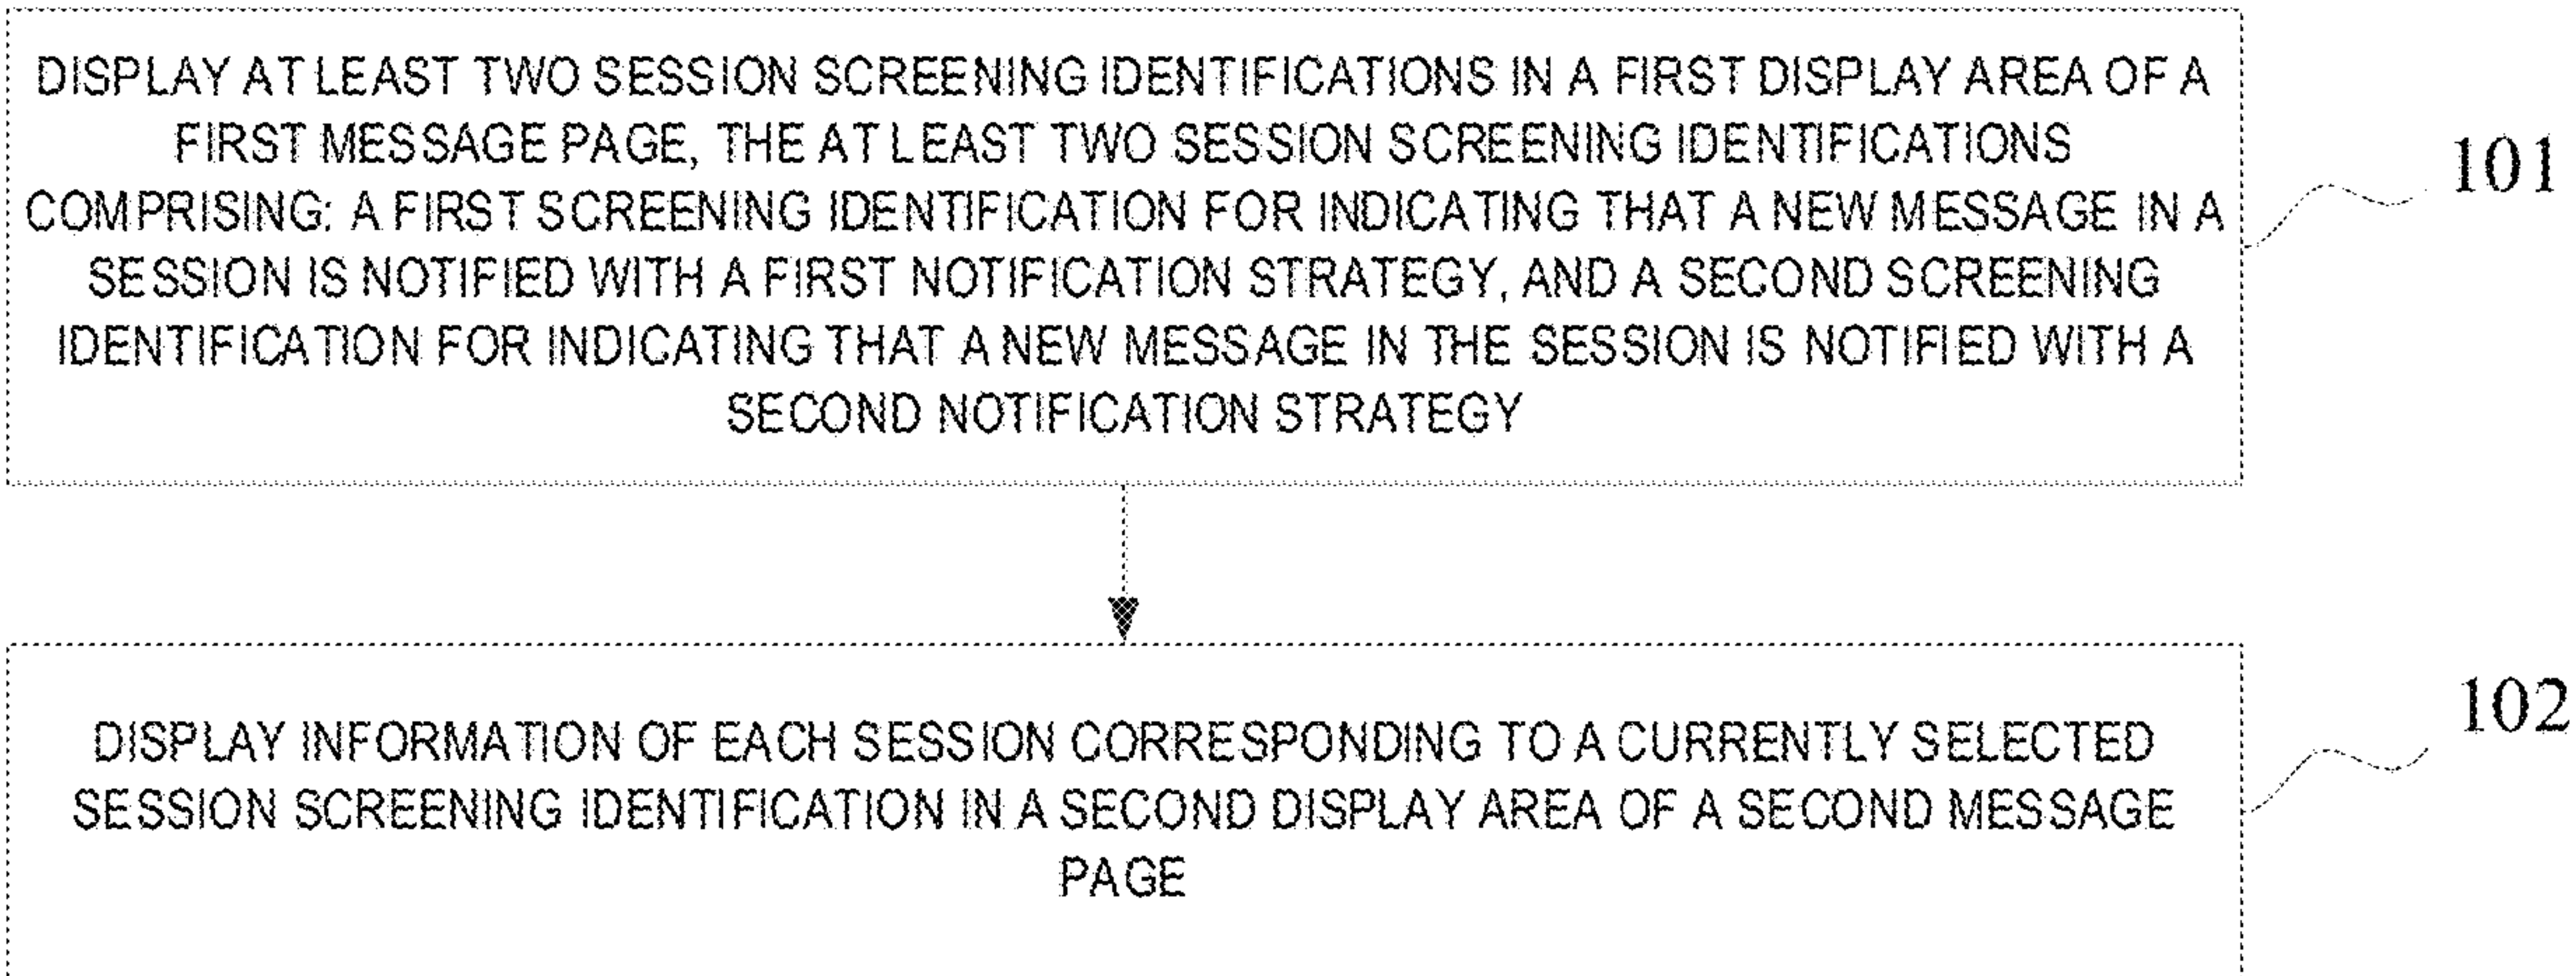 DISPLAY AT LEAST TWO SESSION SCREENING IDENTIFICATIONS IN A FIRST DISPLAY AREA OF A
FIRST MESSAGE PAGE, THE AT LEAST TWO SESSION SCREENING IDENTIFICATIONS
COMPRISING: A FIRST SCREENING IDENTIFICATION FOR INDICATING THAT A NEW MESSAGE IN A
SESSION IS NOTIFIED WITH A FIRST NOTIFICATION STRATEGY, AND A SECOND SCREENING
IDENTIFICATION FOR INDICATING THAT A NEW MESSAGE IN THE SESSION IS NOTIFIED WITH A
SECOND NOTIFICATION STRATEGY
101
DISPLAY INFORMATION OF EACH SESSION CORRESPONDING TO A CURRENTLY SELECTED
SESSION SCREENING IDENTIFICATION IN A SECOND DISPLAY AREA OF A SECOND MESSAGE
PAGE
102